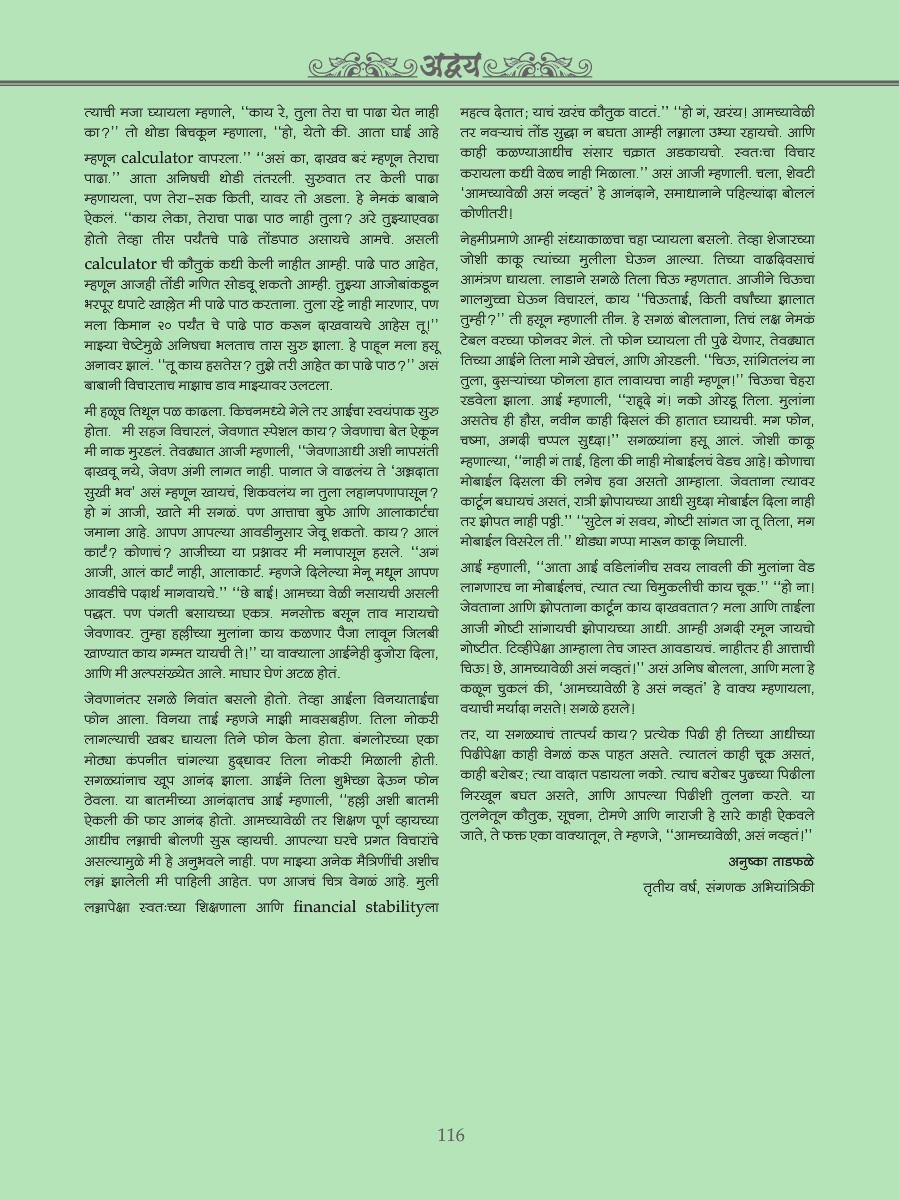 अद्वय
त्याची मजा घ्यायला म्हणाले, ‘‘काय रे, तुला तेरा चा पाढा येत नाही
का?’’ तो थोडा बिचकून म्हणाला, ‘‘हो, येतो की. आता घाई आहे
म्हणून calculator वापरला.’’ ‘‘असं का, दाखव बरं म्हणून तेराचा
पाढा.’’ आता अनिषची थोडी तंतरली. सुरुवात तर केली पाढा
म्हणायला, पण तेरा-सक किती, यावर तो अडला. हे नेमकं बाबाने
ऐकलं. ‘‘काय लेका, तेराचा पाढा पाठ नाही तुला? अरे तुझ्याएवढा
होतो तेव्हा तीस पर्यंतचे पाढे तोंडपाठ असायचे आमचे. असली
calculator ची कौतुकं कधी केली नाहीत आम्ही. पाढे पाठ आहेत,
म्हणून आजही तोंडी गणित सोडवू शकतो आम्ही. तुझ्या आजोबांकडून
भरपूर धपाटे खाल्लेत मी पाढे पाठ करताना. तुला रट्टे नाही मारणार, पण
मला किमान २० पर्यंत चे पाढे पाठ करून दाखवायचे आहेस तू!’’
माझ्या चेष्टेमुळे अनिषचा भलताच तास सुरु झाला. हे पाहून मला हसू
अनावर झालं. ‘‘तू काय हसतेस? तुझे तरी आहेत का पाढे पाठ?’’ असं
बाबांनी विचारताच माझाच डाव माझ्यावर उलटला.
मी हळूच तिथून पळ काढला. किचनमध्ये गेले तर आईचा स्वयंपाक सुरु
होता. मी सहज विचारलं, जेवणात स्पेशल काय? जेवणाचा बेत ऐकून
मी नाक मुरडलं. तेवढ्यात आजी म्हणाली, ‘‘जेवणाआधी अशी नापसंती
दाखवू नये, जेवण अंगी लागत नाही. पानात जे वाढलंय ते ‘अन्नदाता
सुखी भव’ असं म्हणून खायचं, शिकवलंय ना तुला लहानपणापासून?
हो गं आजी, खाते मी सगळं. पण आत्ताचा बुफे आणि आलाकार्टचा
जमाना आहे. आपण आपल्या आवडीनुसार जेवू शकतो. काय? आलं
कार्टं? कोणाचं? आजीच्या या प्रश्नावर मी मनापासून हसले. ‘‘अगं
आजी, आलं कार्टं नाही, आलाकार्ट. म्हणजे दिलेल्या मेनू मधून आपण
आवडीचे पदार्थ मागवायचे.’’ ‘‘छे बाई! आमच्या वेळी नसायची असली
पद्धत. पण पंगती बसायच्या एकत्र. मनसोक्त बसून ताव मारायचो
जेवणावर. तुम्हा हल्लीच्या मुलांना काय कळणार पैजा लावून जिलबी
खाण्यात काय गम्मत यायची ते!’’ या वाक्याला आईनेही दुजोरा दिला,
आणि मी अल्पसंख्येत आले. माघार घेणं अटळ होतं.
जेवणानंतर सगळे निवांत बसलो होतो. तेव्हा आईला विनयाताईचा
फोन आला. विनया ताई म्हणजे माझी मावसबहीण. तिला नोकरी
लागल्याची खबर द्यायला तिने फोन केला होता. बंगलोरच्या एका
मोठ्या कंपनीत चांगल्या हुद्द्यावर तिला नोकरी मिळाली होती.
सगळ्यांनाच खूप आनंद झाला. आईने तिला शुभेच्छा देऊन फोन
ठेवला. या बातमीच्या आनंदातच आई म्हणाली, ‘‘हल्ली अशी बातमी
ऐकली की फार आनंद होतो. आमच्यावेळी तर शिक्षण पूर्ण व्हायच्या
आधीच लग्नाची बोलणी सुरू व्हायची. आपल्या घरचे प्रगत विचारांचे
असल्यामुळे मी हे अनुभवले नाही. पण माझ्या अनेक मैत्रिणींची अशीच
लग्नं झालेली मी पाहिली आहेत. पण आजचं चित्र वेगळं आहे. मुली
लग्नापेक्षा स्वतःच्या शिक्षणाला आणि financial stabilityला
महत्व देतात; याचं खरंच कौतुक वाटतं.’’ ‘‘हो गं, खरंय! आमच्यावेळी
तर नवऱ्याचं तोंड सुद्धा न बघता आम्ही लग्नाला उभ्या रहायचो. आणि
काही कळण्याआधीच संसार चक्रात अडकायचो. स्वतःचा विचार
करायला कधी वेळच नाही मिळाला.’’ असं आजी म्हणाली. चला, शेवटी
‘आमच्यावेळी असं नव्हतं’ हे आनंदाने, समाधानाने पहिल्यांदा बोललं
कोणीतरी!
नेहमीप्रमाणे आम्ही संध्याकाळचा चहा प्यायला बसलो. तेव्हा शेजारच्या
जोशी काकू त्यांच्या मुलीला घेऊन आल्या. तिच्या वाढदिवसाचं
आमंत्रण द्यायला. लाडाने सगळे तिला चिऊ म्हणतात. आजीने चिऊचा
गालगुच्चा घेऊन विचारलं, काय ‘‘चिऊताई, किती वर्षांच्या झालात
तुम्ही?’’ ती हसून म्हणाली तीन. हे सगळं बोलताना, तिचं लक्ष नेमकं
टेबल वरच्या फोनवर गेलं. तो फोन घ्यायला ती पुढे येणार, तेवढ्यात
तिच्या आईने तिला मागे खेचलं, आणि ओरडली. ‘‘चिऊ, सांगितलंय ना
तुला, दुसऱ्यांच्या फोनला हात लावायचा नाही म्हणून!’’ चिऊचा चेहरा
रडवेला झाला. आई म्हणाली, ‘‘राहूदे गं! नको ओरडू तिला. मुलांना
असतेच ही हौस, नवीन काही दिसलं की हातात घ्यायची. मग फोन,
चष्मा, अगदी चप्पल सुध्दा!’’ सगळ्यांना हसू आलं. जोशी काकू
म्हणाल्या, ‘‘नाही गं ताई, हिला की नाही मोबाईलचं वेडच आहे! कोणाचा
मोबाईल दिसला की लगेच हवा असतो आम्हाला. जेवताना त्यावर
कार्टून बघायचं असतं, रात्री झोपायच्या आधी सुध्दा मोबाईल दिला नाही
तर झोपत नाही पठ्ठी.’’ ‘‘सुटेल गं सवय, गोष्टी सांगत जा तू तिला, मग
मोबाईल विसरेल ती.’’ थोड्या गप्पा मारून काकू निघाली.
आई म्हणाली, ‘‘आता आई वडिलांनीच सवय लावली की मुलांना वेड
लागणारच ना मोबाईलचं, त्यात त्या चिमुकलीची काय चूक.’’ ‘‘हो ना!
जेवताना आणि झोपताना कार्टून काय दाखवतात? मला आणि ताईला
आजी गोष्टी सांगायची झोपायच्या आधी. आम्ही अगदी रमून जायचो
गोष्टीत. टिव्हीपेक्षा आम्हाला तेच जास्त आवडायचं. नाहीतर ही आत्ताची
चिऊ! छे, आमच्यावेळी असं नव्हतं!’’ असं अनिष बोलला, आणि मला हे
कळून चुकलं की, ‘आमच्यावेळी हे असं नव्हतं’ हे वाक्य म्हणायला,
वयाची मर्यादा नसते! सगळे हसले!
तर, या सगळ्याचं तात्पर्य काय? प्रत्येक पिढी ही तिच्या आधीच्या
पिढीपेक्षा काही वेगळं करू पाहत असते. त्यातलं काही चूक असतं,
काही बरोबर; त्या वादात पडायला नको. त्याच बरोबर पुढच्या पिढीला
निरखून बघत असते, आणि आपल्या पिढीशी तुलना करते. या
तुलनेतून कौतुक, सूचना, टोमणे आणि नाराजी हे सारे काही ऐकवले
जाते, ते फक्त एका वाक्यातून, ते म्हणजे, ‘‘आमच्यावेळी, असं नव्हतं!’’
अनुष्का ताडफळे
तृतीय वर्ष, संगणक अभियांत्रिकी
116